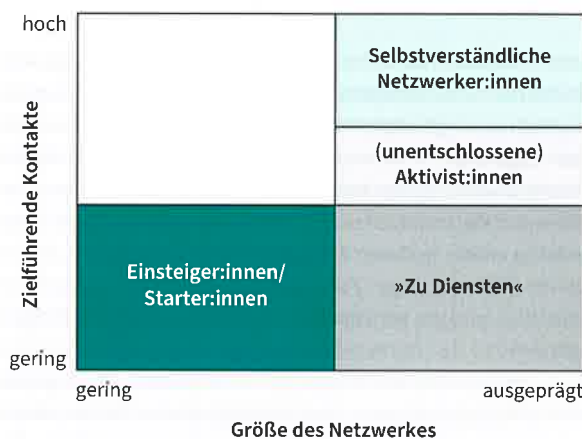 hoch
Selbstverständliche
Netzwerker:innen
(unentschlossene)
Aktivist:innen
Zielführende Kontakte
Einsteiger:innen/
Starter:innen
»Zu Diensten«
gering
gering
ausgeprägt
Größe des Netzwerkes